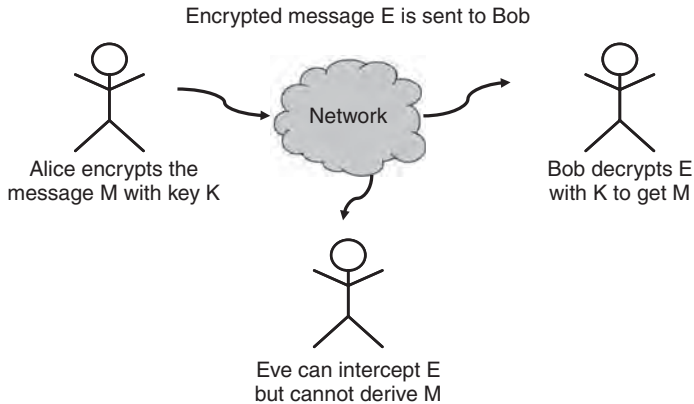 Encrypted message E is sent to Bob
Network
Alice encrypts the
message M with key K
Bob decrypts E
with K to get M
Eve can intercept E
but cannot derive M